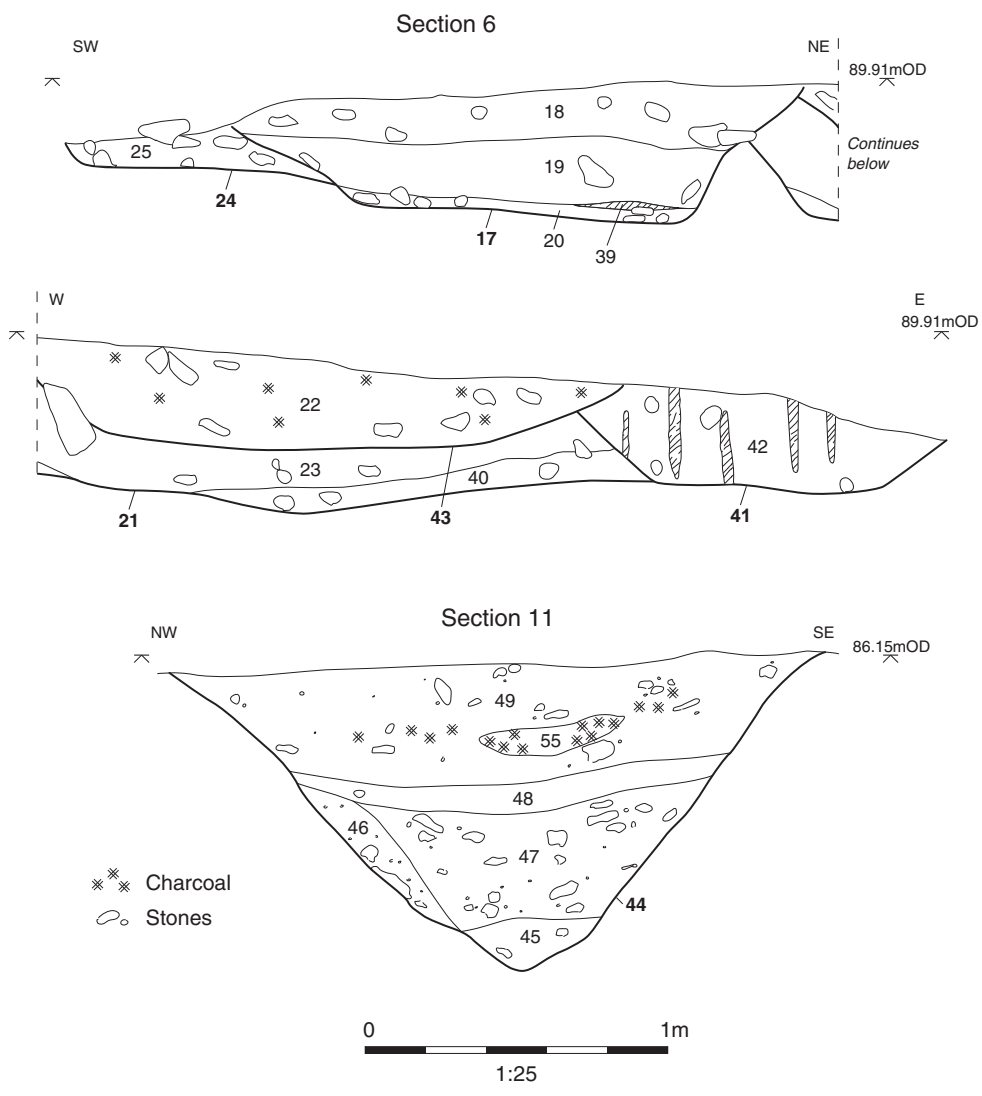 Section 6
SW
NE
89.91mOD
18
25
19
Continues
below
24
17
20
39
W
E
89.91mOD
22
42
23
40
21
43
41
Section 11
NW
SE
86.15mOD
49
55
48
46
47
Charcoal
44
Stones
45
0 1m
1:25